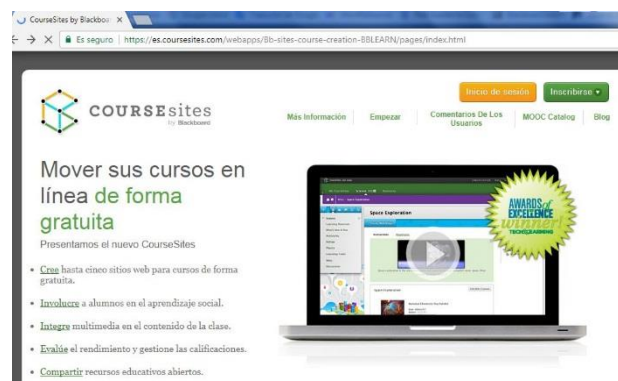 CourseSites by Blackboar
Es seguro | https://es.coursesites.com/webapps/Bb-sites-course-creation-BBLEARN/pages/index.html
Inicio de sesión
Inscribirse
COURSEsites
by Blackboard
Más Información
Empezar
Comentarios De Los
Usuarios
MOOC Catalog
Blog
Mover sus cursos en
línea de forma
gratuita
Presentamos el nuevo CourseSites
Cree hasta cinco sitios web para cursos de forma
gratuita.
Involucre a alumnos en el aprendizaje social.
Integre multimedia en el contenido de la clase.
Evalúe el rendimiento y gestione las calificaciones.
Compartir recursos educativos abiertos.
Space Exploration
AWARDS of
EXCELLENCE
winner!
TECH&LEARNING